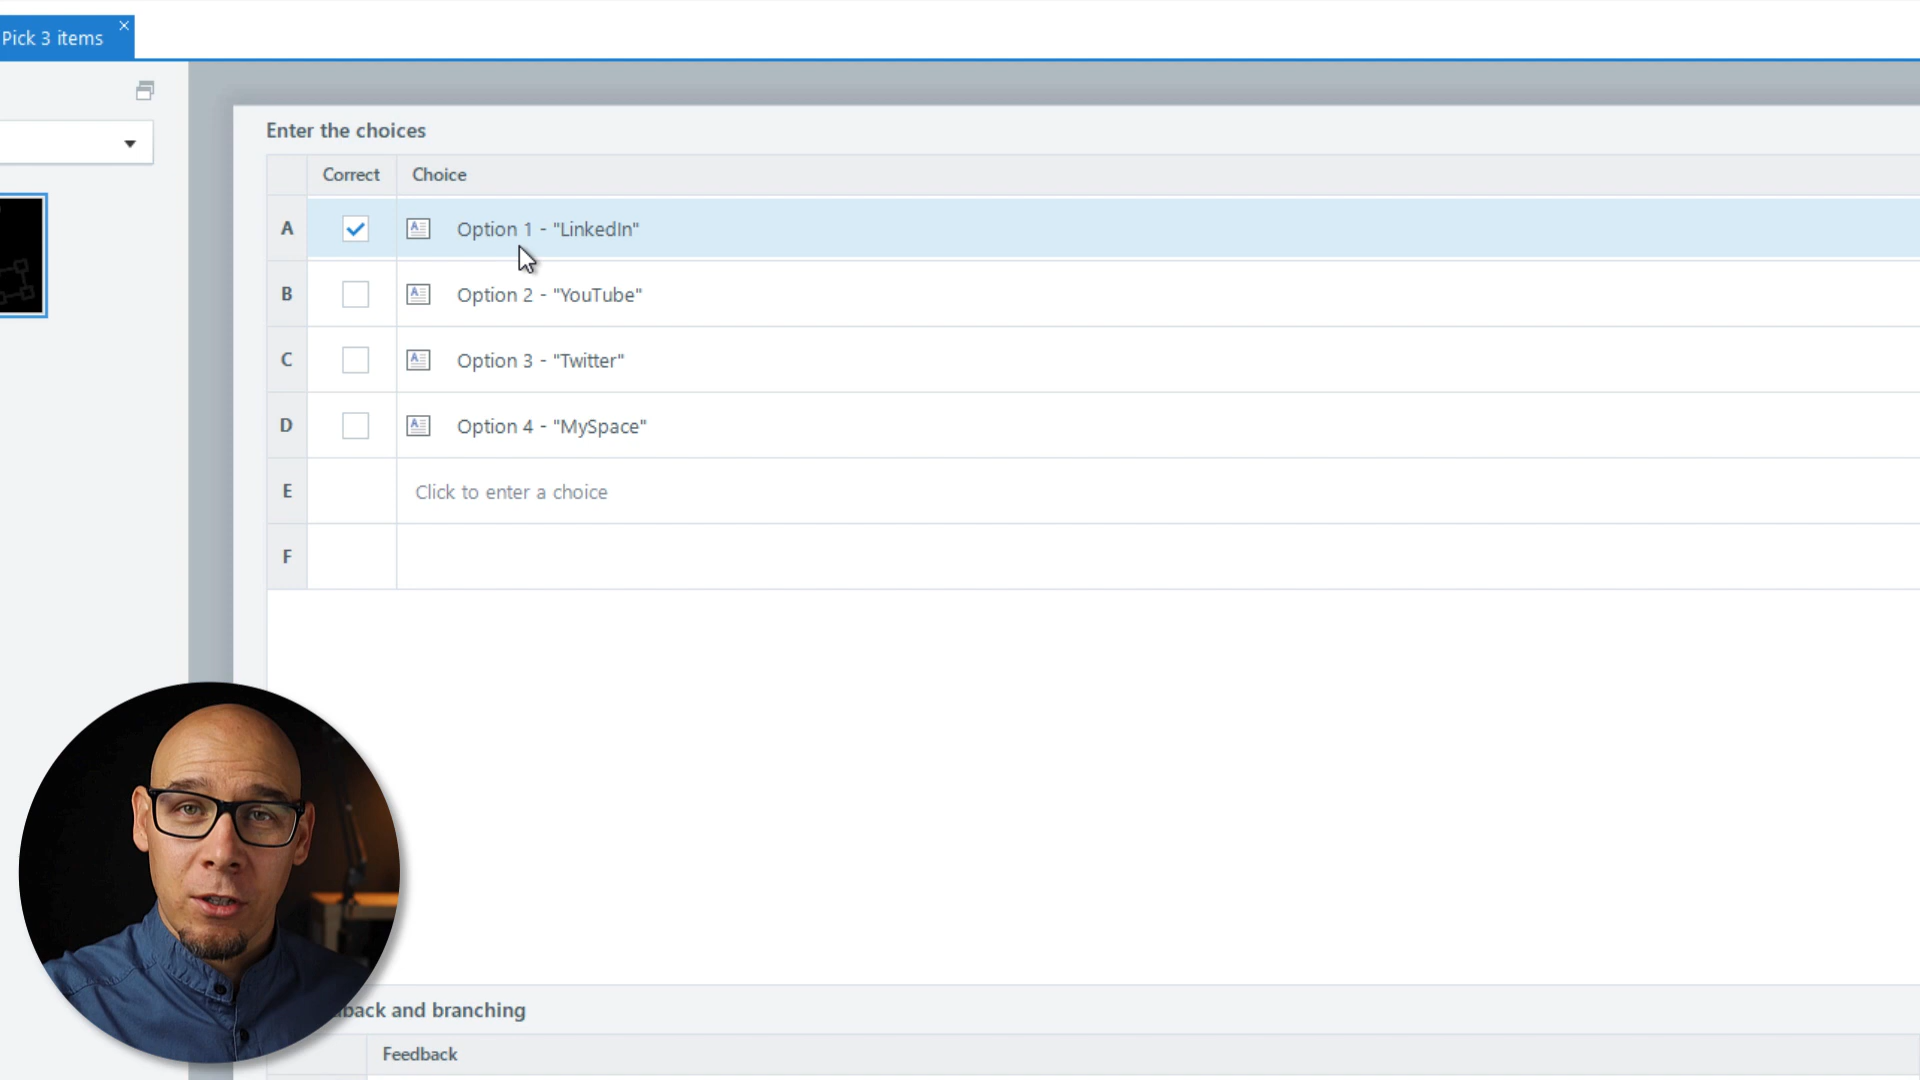 Pick 3 items
Enter the choices
Correct Choice
A Option 1 - "LinkedIn"
B Option 2 - "YouTube"
C Option 3 - "Twitter"
D Option 4 - "MySpace"
E Click to enter a choice
F
back and branching
Feedback